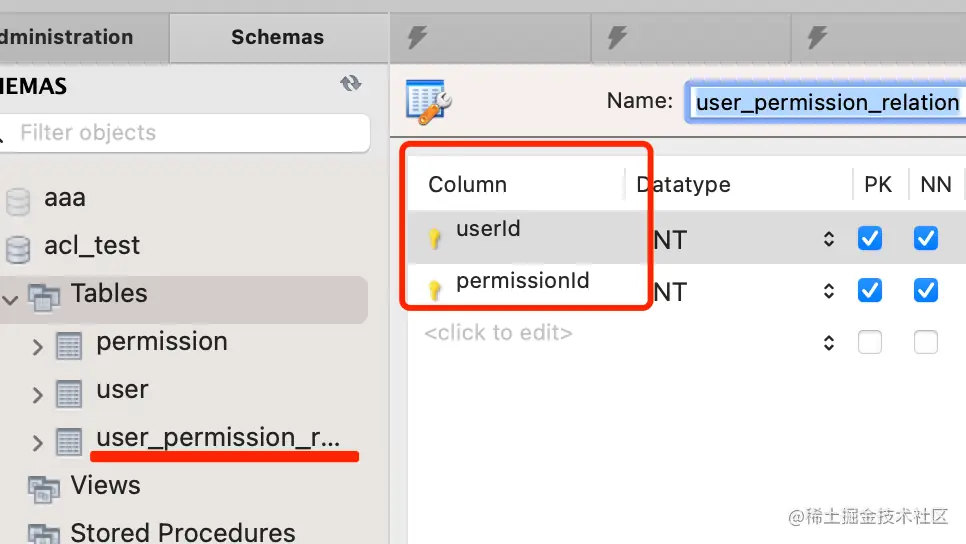 dministration
Schemas
HEMAS
Filter objects
aaa
acl_test
Tables
permission
user
user_permission_r...
Views
Stored Procedures
Name: user_permission_relation
Column Datatype PK NN
userId NT
permissionId NT
<click to edit>
@稀土掘金技术社区